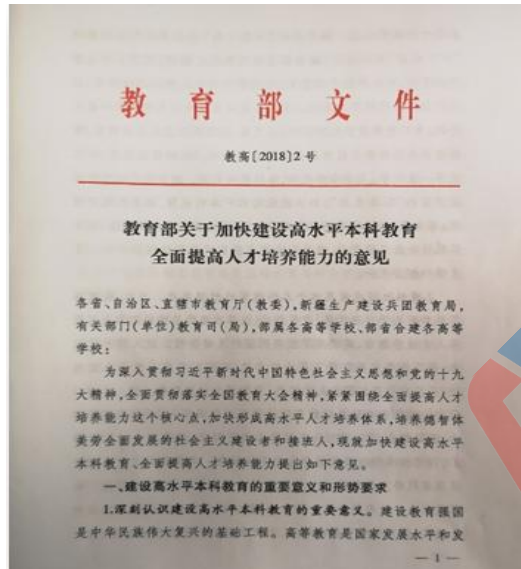 教育部文件
教高〔2018〕2号
教育部关于加快建设高水平本科教育
全面提高人才培养能力的意见
各省、自治区、直辖市教育厅(教委),新疆生产建设兵团教育局,
有关部门(单位)教育司(局),部属各高等学校、部省合建各高等
学校:
为深入贯彻习近平新时代中国特色社会主义思想和党的十九
大精神,全面贯彻落实全国教育大会精神,紧紧围绕全面提高人才
培养能力这个核心点,加快形成高水平人才培养体系,培养德智体
美劳全面发展的社会主义建设者和接班人,现就加快建设高水平
本科教育、全面提高人才培养能力提出如下意见。
一、建设高水平本科教育的重要意义和形势要求
1.深刻认识建设高水平本科教育的重要意义。建设教育强国
是中华民族伟大复兴的基础工程。高等教育是国家发展水平和发
— 1 —